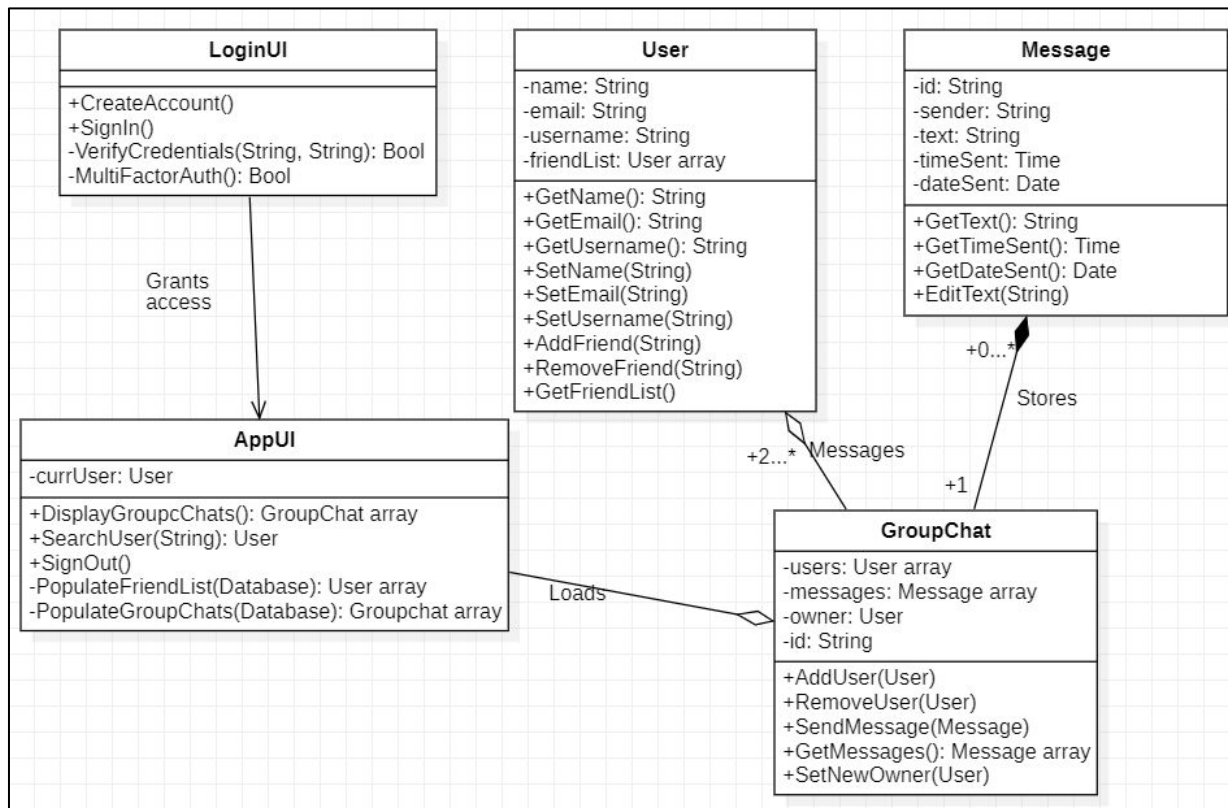 LoginUI
+CreateAccount()
+SignIn()
-VerifyCredentials(String, String): Bool
-MultiFactorAuth(): Bool
User
-name: String
-email: String
-username: String
-friendList: User array
+GetName(): String
+GetEmail(): String
+GetUsername(): String
+SetName(String)
+SetEmail(String)
+SetUsername(String)
+AddFriend(String)
+RemoveFriend(String)
+GetFriendList()
Message
-id: String
-sender: String
-text: String
-timeSent: Time
-dateSent: Date
+GetText(): String
+GetTimeSent(): Time
+GetDateSent(): Date
+EditText(String)
Grants
access
+0...*
Stores
+1
+2...*
Messages
AppUI
-currUser: User
+DisplayGroupcChats(): GroupChat array
+SearchUser(String): User
+SignOut()
-PopulateFriendList(Database): User array
-PopulateGroupChats(Database): Groupchat array
Loads
GroupChat
-users: User array
-messages: Message array
-owner: User
-id: String
+AddUser(User)
+RemoveUser(User)
+SendMessage(Message)
+GetMessages(): Message array
+SetNewOwner(User)